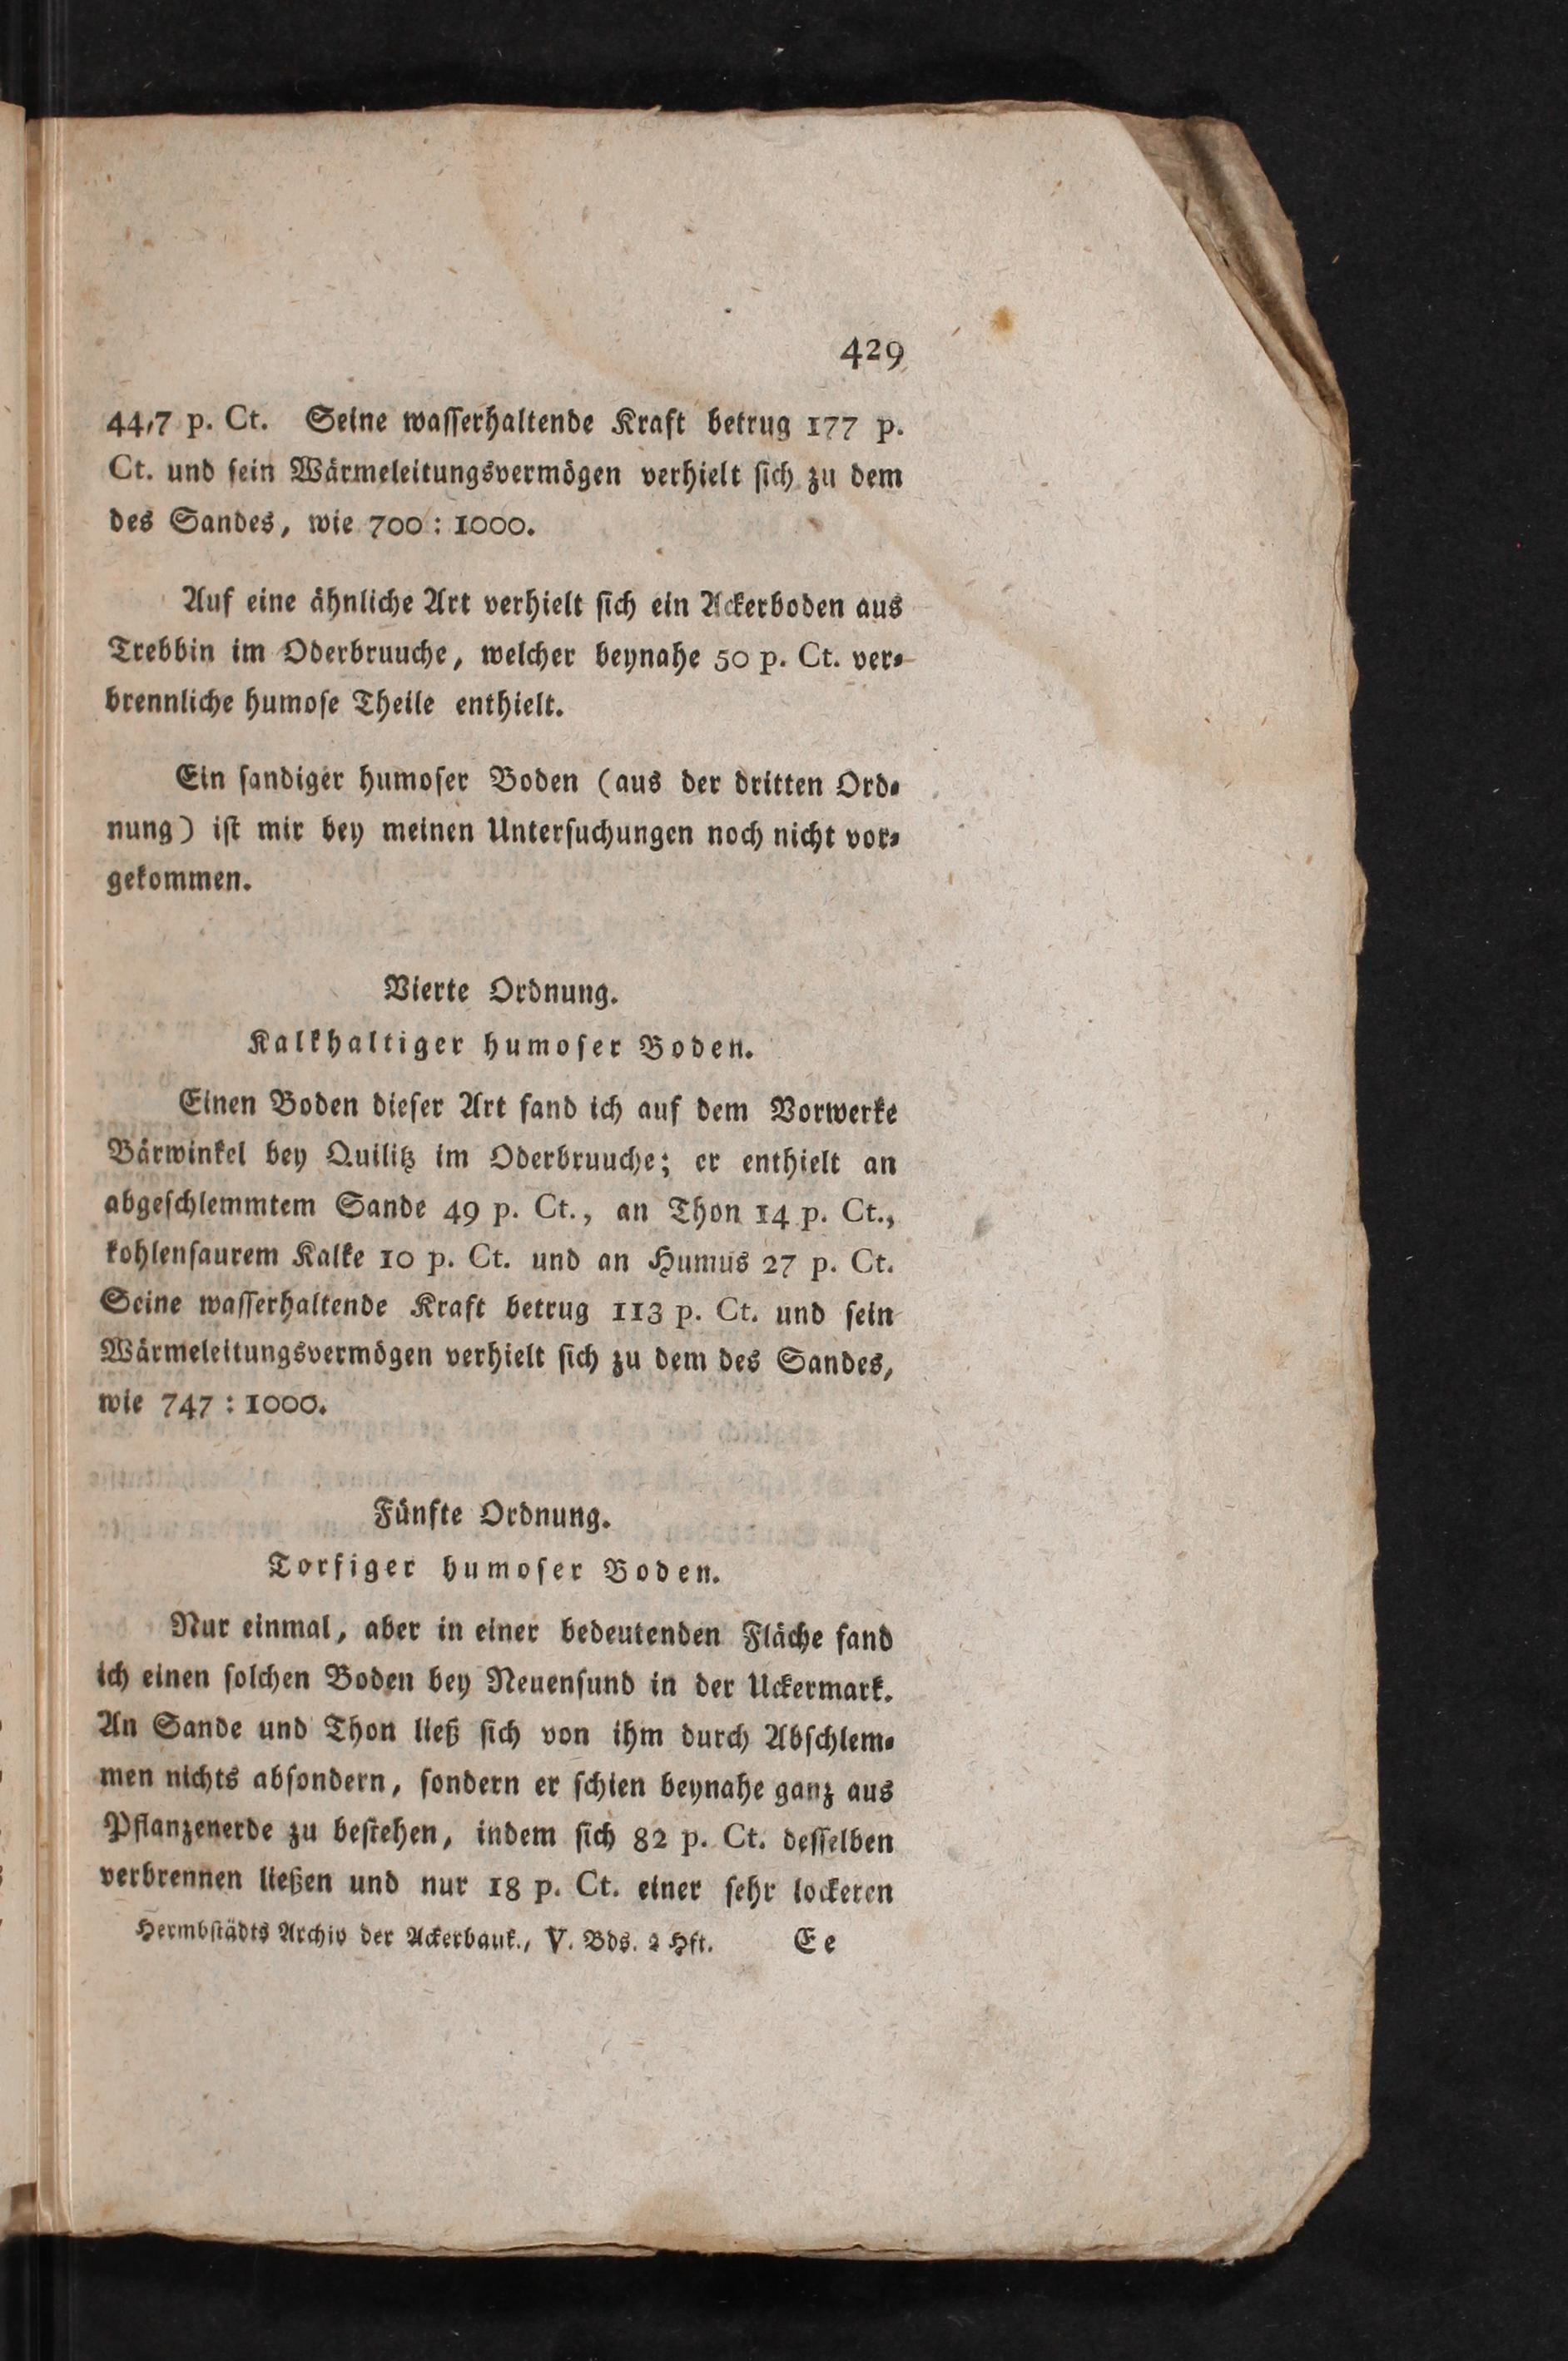 429
44,7 p. Ct. Seine waſſerhaltende Kraft betrug 177 p.
Ct. und ſein Wärmeleitungsvermögen verhielt ſich zu dem
des Sandes, wie 700 : 1000.
Auf eine ähnliche Art verhielt ſich ein Ackerboden aus
Trebbin im Oderbruuche, welcher beynahe 50 p. Ct. ver⸗
brennliche humoſe Theile enthielt.
Ein ſandiger humoſer Boden (aus der dritten Ord⸗
nung) iſt mir bey meinen Unterſuchungen noch nicht vor⸗
gekommen.
Vierte Ordnung.
Kalkhaltiger humoſer Boden.
Einen Boden dieſer Art fand ich auf dem Vorwerke
Bärwinkel bey Quilitz im Oderbruuche; er enthielt an
abgeſchlemmtem Sande 49 p. Ct., an Thon 14 p. Ct.,
kohlenſaurem Kalke 10 p. Ct. und an Humus 27 p. Ct.
Seine waſſerhaltende Kraft betrug 113 p. Ct. und ſein
Wärmeleitungsvermögen verhielt ſich zu dem des Sandes,
wie 747 : 1000.
Fünfte Ordnung.
Torfiger humoſer Boden.
Nur einmal, aber in einer bedeutenden Fläche fand
ich einen ſolchen Boden bey Neuenſund in der Uckermark.
An Sande und Thon ließ ſich von ihm durch Abſchlem⸗
men nichts abſondern, ſondern er ſchien beynahe ganz aus
Pflanzenerde zu beſtehen, indem ſich 82 p. Ct. deſſelben
verbrennen ließen und nur 18 p. Ct. einer ſehr lockeren
Hermbſtädts Archiv der Ackerbauk., V. Bds. 2 Hft. Ee